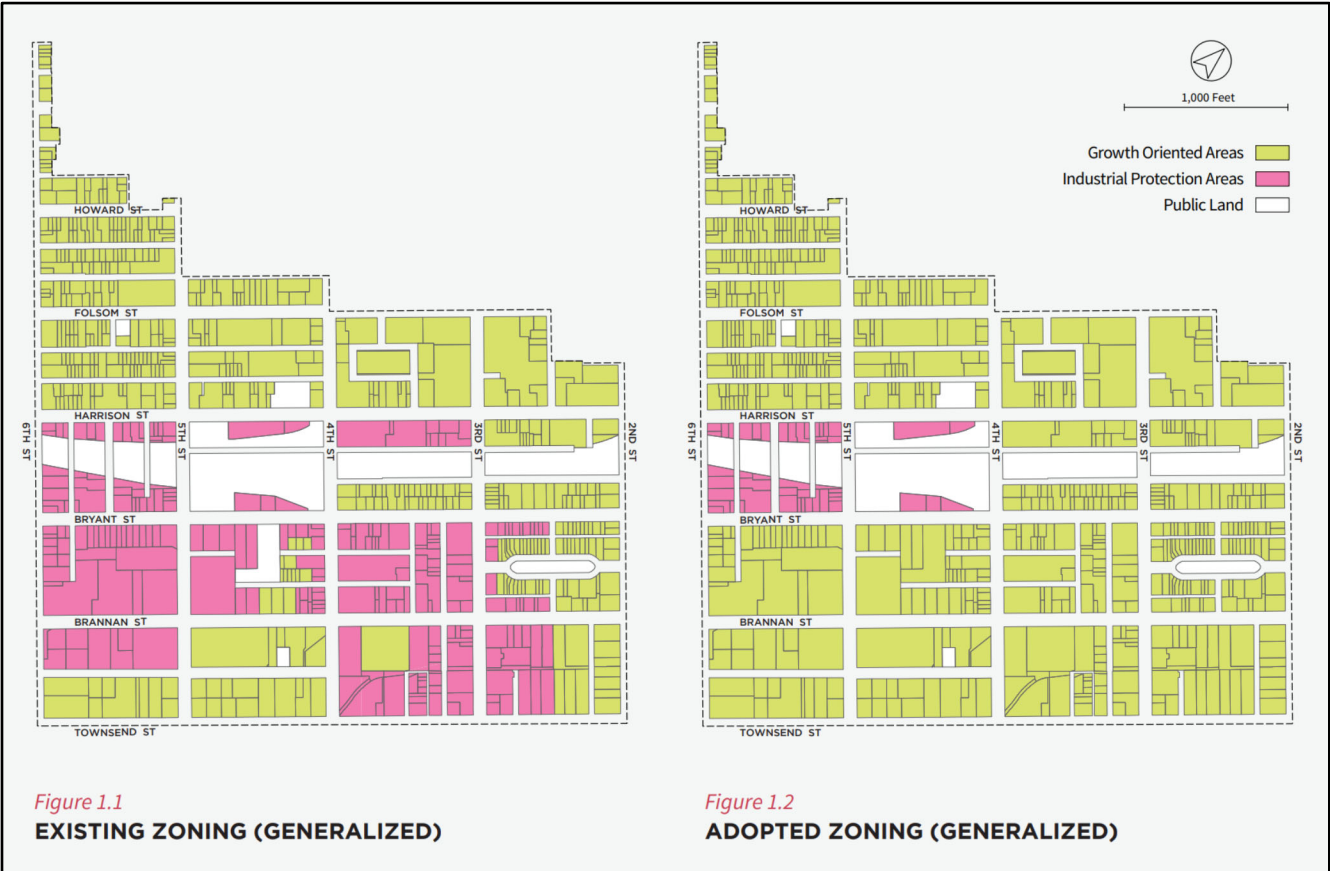 1,000 Feet
Growth Oriented Areas
Industrial Protection Areas
Public Land
HOWARD ST
FOLSOM ST
HARRISON ST
6TH ST
5TH ST
4TH ST
3RD ST
2ND ST
BRYANT ST
BRANNAN ST
TOWNSEND ST
HOWARD ST
FOLSOM ST
HARRISON ST
6TH ST
5TH ST
4TH ST
3RD ST
2ND ST
BRYANT ST
BRANNAN ST
TOWNSEND ST
Figure 1.1
EXISTING ZONING (GENERALIZED)
Figure 1.2
ADOPTED ZONING (GENERALIZED)